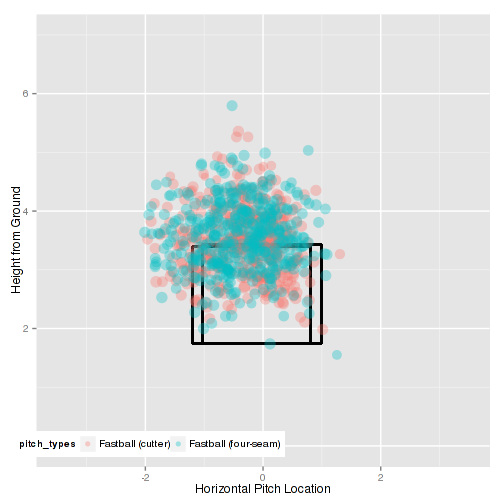 6
4
2
Height from Ground
pitch_types Fastball (cutter) Fastball (four-seam)
-2 0 2
Horizontal Pitch Location